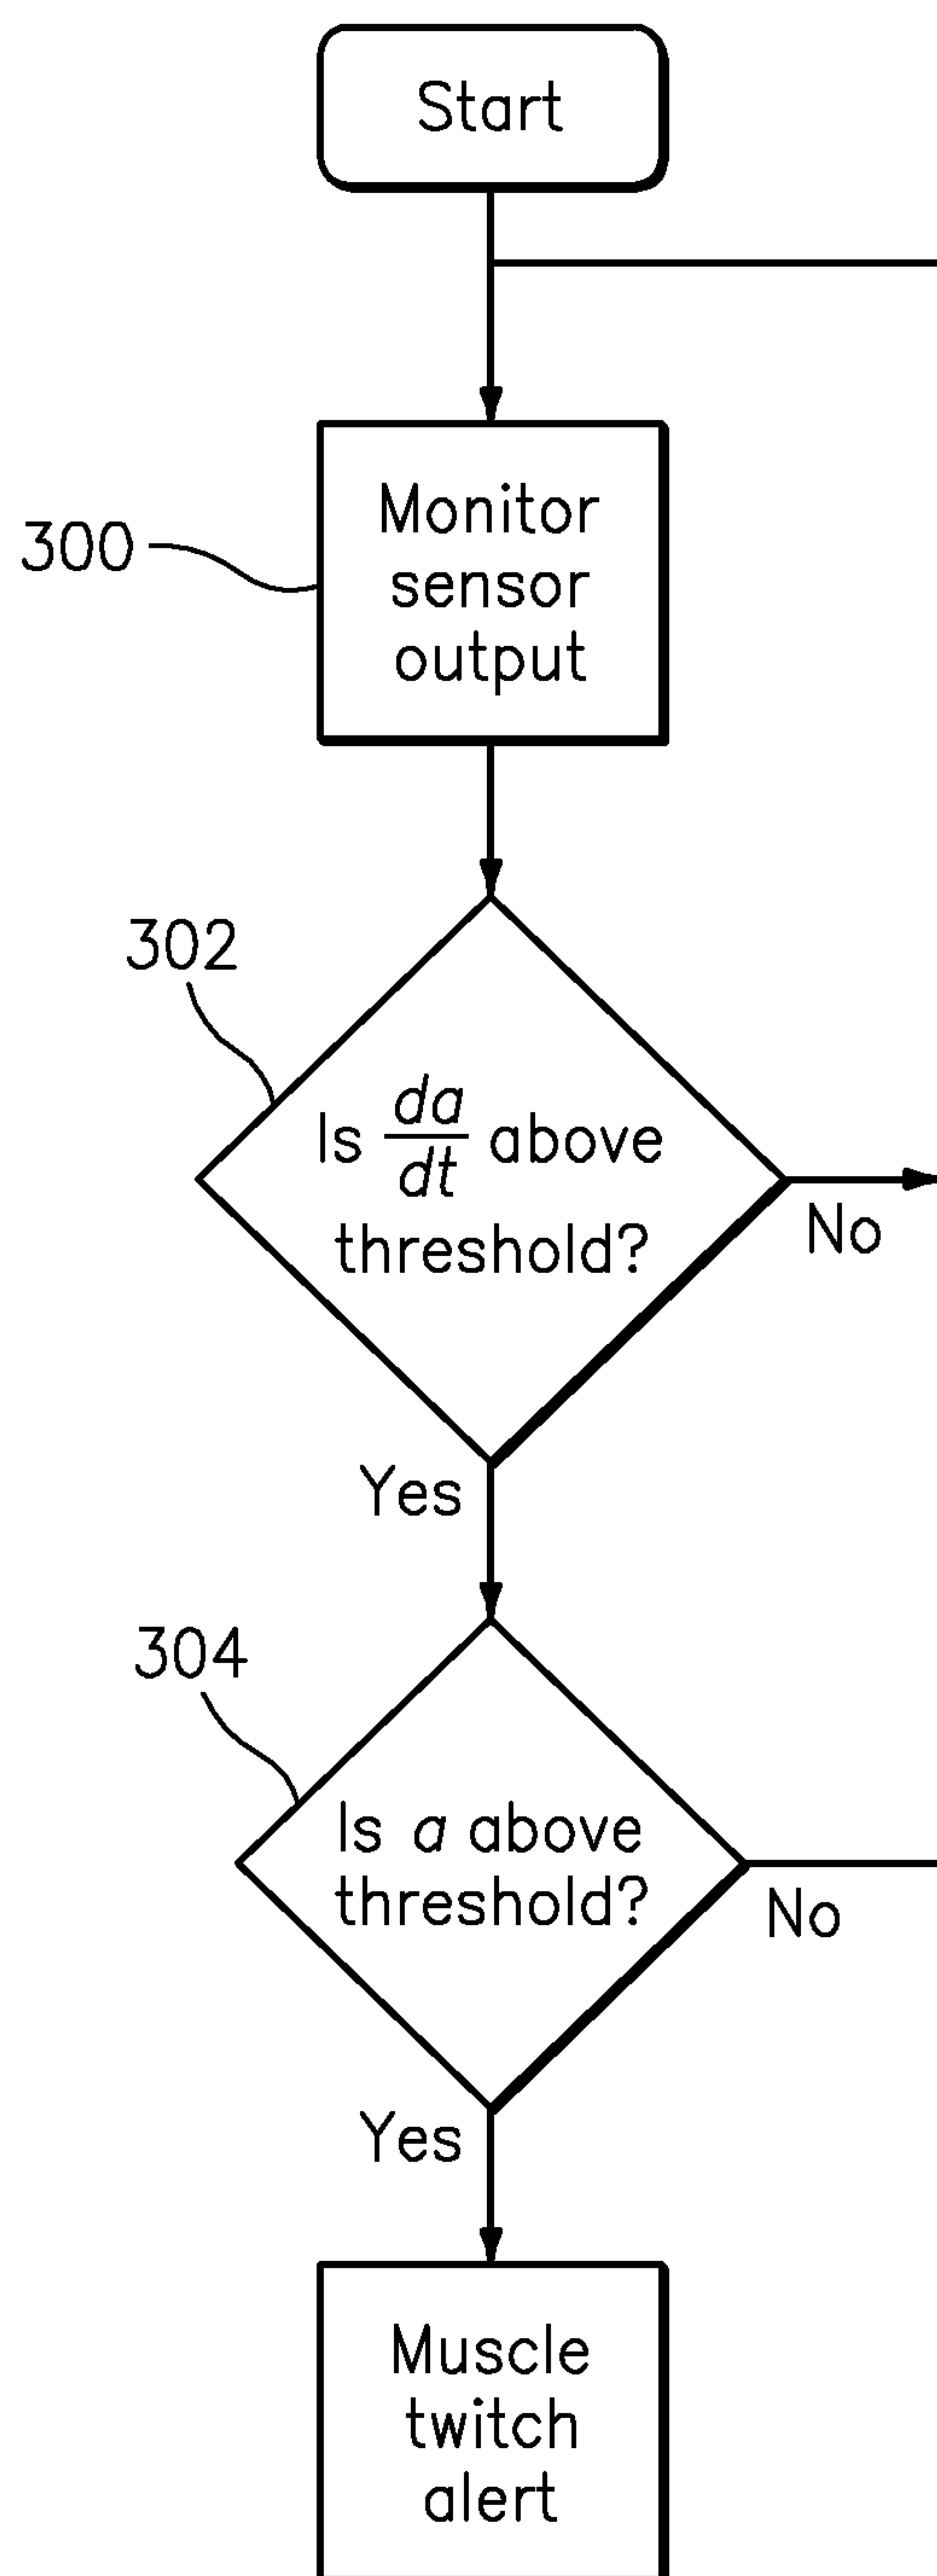 Start
Monitor
sensor
output
300
302
Is da/dt above
threshold?
No
Yes
304
Is a above
threshold?
No
Yes
Muscle
twitch
alert